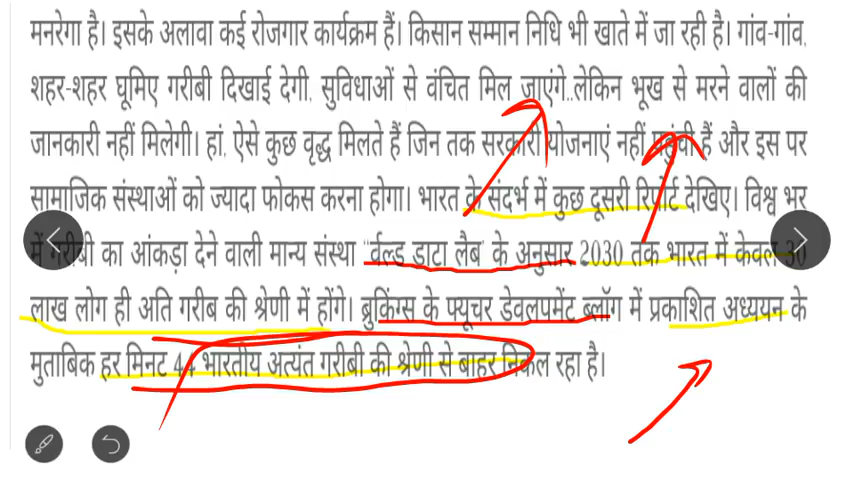 मनरेगा है। इसके अलावा कई रोजगार कार्यक्रम हैं। किसान सम्मान निधि भी खाते में जा रही है। गांव-गांव,
शहर-शहर घूमिए गरीबी दिखाई देगी, सुविधाओं से वंचित मिल जाएंगे..लेकिन भूख से मरने वालों की
जानकारी नहीं मिलेगी। हां, ऐसे कुछ वृद्ध मिलते हैं जिन तक सरकारी योजनाएं नहीं पहुंची हैं और इस पर
सामाजिक संस्थाओं को ज्यादा फोकस करना होगा। भारत के संदर्भ में कुछ दूसरी रिपोर्ट देखिए। विश्व भर
में गरीबी का आंकड़ा देने वाली मान्य संस्था "र्वल्ड डाटा लैब" के अनुसार 2030 तक भारत में केवल 30
लाख लोग ही अति गरीब की श्रेणी में होंगे। ब्रुकिंग्स के फ्यूचर डेवलपमेंट ब्लॉग में प्रकाशित अध्ययन के
मुताबिक हर मिनट 44 भारतीय अत्यंत गरीबी की श्रेणी से बाहर निकल रहा है।